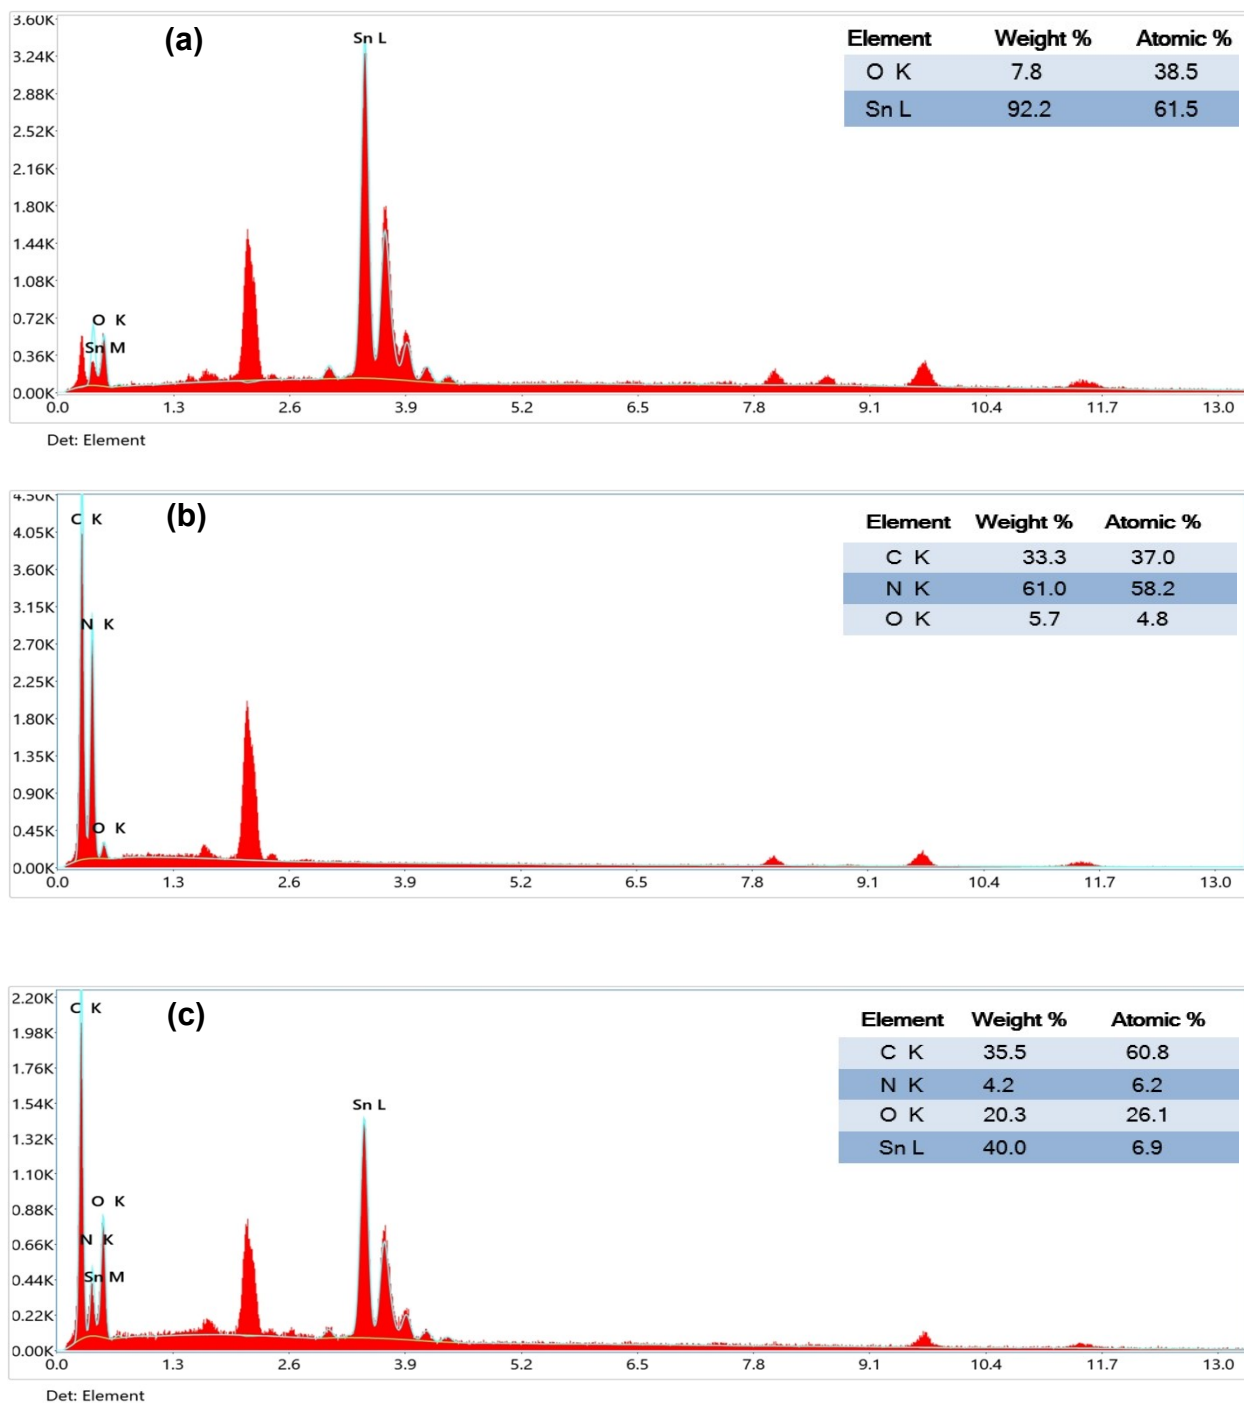 3.60K
(a)
Sn L
Element Weight % Atomic %
3.24K
O K 7.8 38.5
2.88K
Sn L 92.2 61.5
2.52K
2.16K
1.80K
1.44K
1.08K
0.72K
O K
0.36K
Sn M
0.00K
0.0 1.3 2.6 3.9 5.2 6.5 7.8 9.1 10.4 11.7 13.0
Det: Element
4.50K
(b)
C K
Element Weight % Atomic %
4.05K
C K 33.3 37.0
3.60K
N K 61.0 58.2
3.15K
N K
O K 5.7 4.8
2.70K
2.25K
1.80K
1.35K
0.90K
0.45K
O K
0.00K
0.0 1.3 2.6 3.9 5.2 6.5 7.8 9.1 10.4 11.7 13.0
2.20K
C K
(c)
Element Weight % Atomic %
1.98K
C K 35.5 60.8
1.76K
N K 4.2 6.2
1.54K
Sn L
O K 20.3 26.1
1.32K
Sn L 40.0 6.9
1.10K
0.88K
O K
0.66K
N K
0.44K
Sn M
0.22K
0.00K
0.0 1.3 2.6 3.9 5.2 6.5 7.8 9.1 10.4 11.7 13.0
Det: Element